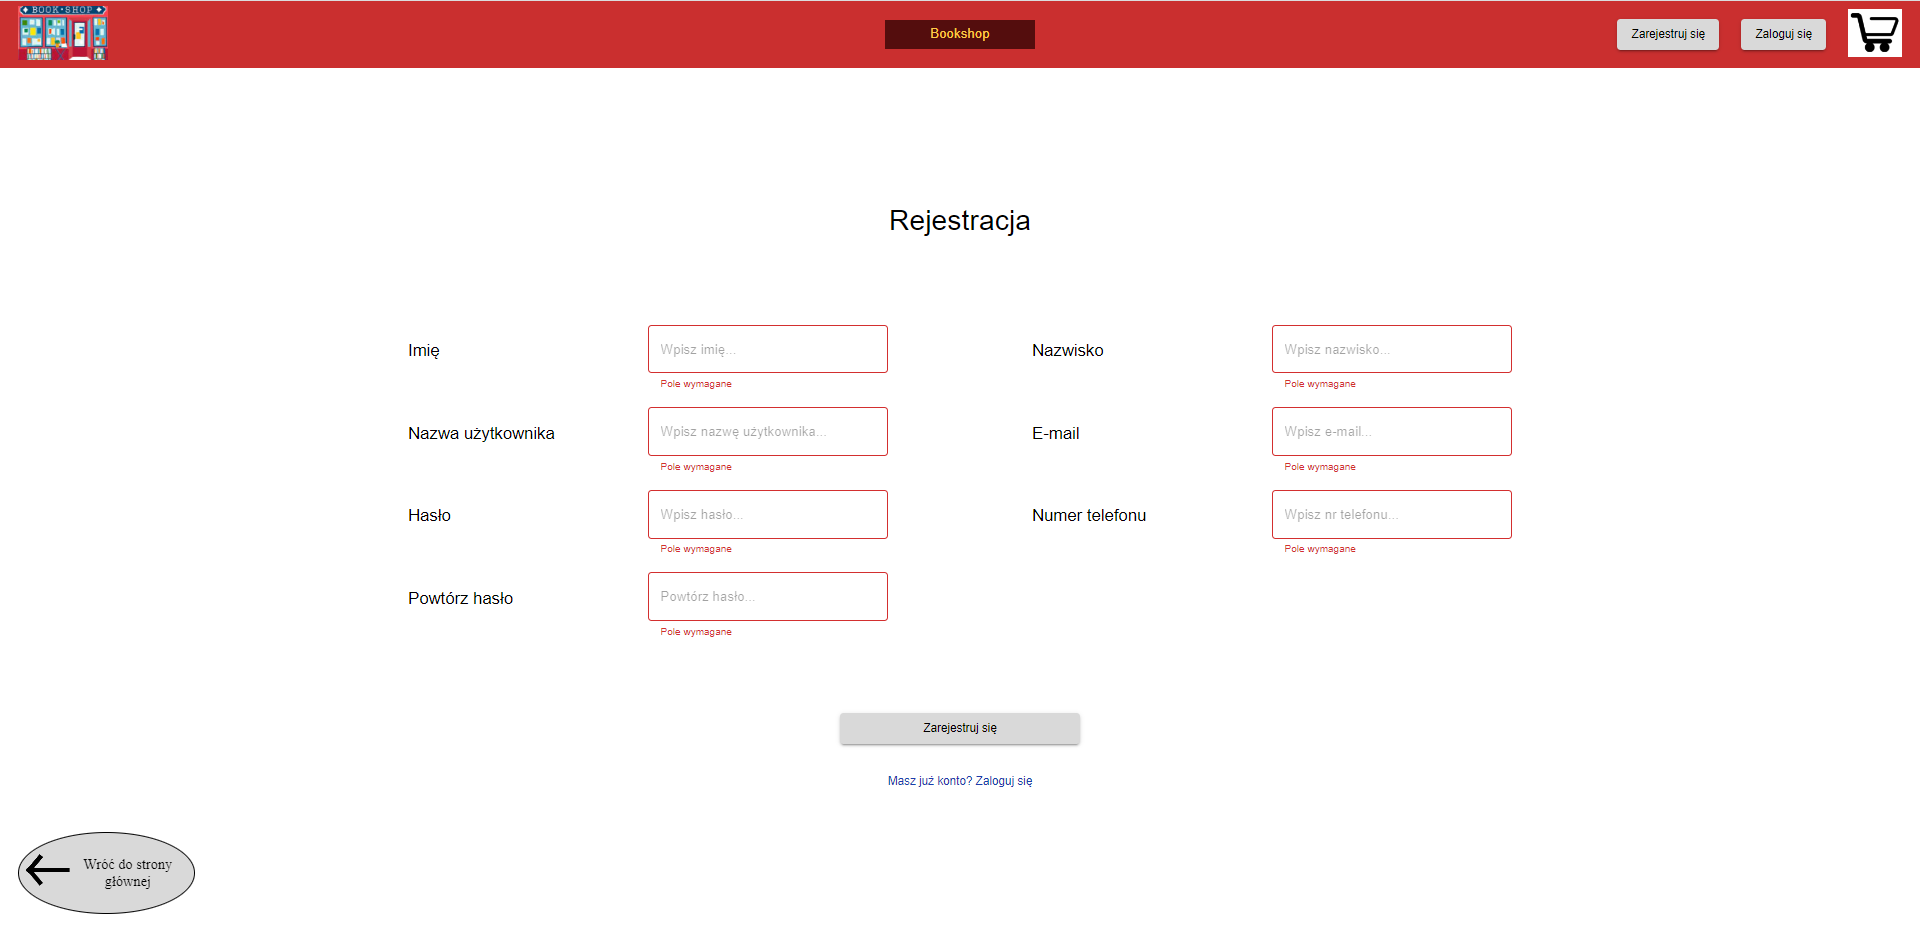 BOOK·SHOP
Bookshop
Zarejestruj się
Zaloguj się
Rejestracja
Imię
Wpisz imię...
Pole wymagane
Nazwisko
Wpisz nazwisko...
Pole wymagane
Nazwa użytkownika
Wpisz nazwę użytkownika...
Pole wymagane
E-mail
Wpisz e-mail...
Pole wymagane
Hasło
Wpisz hasło...
Pole wymagane
Numer telefonu
Wpisz nr telefonu...
Pole wymagane
Powtórz hasło
Powtórz hasło...
Pole wymagane
Zarejestruj się
Masz już konto? Zaloguj się
Wróć do strony
głównej